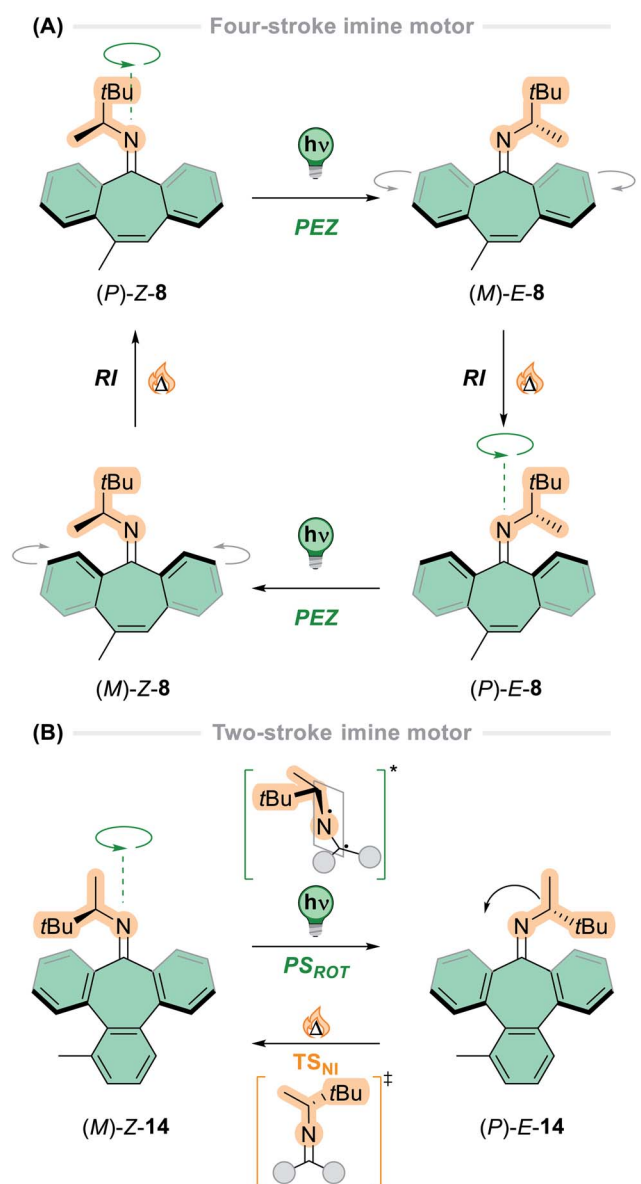 (A) Four-stroke imine motor
tBu
N
tBu
N
hν
PEZ
(P)-Z-8
(M)-E-8
RI
Δ
RI
Δ
tBu
N
tBu
N
hν
PEZ
(M)-Z-8
(P)-E-8
(B) Two-stroke imine motor
*
tBu
N
tBu
N
hν
N
tBu
PSROT
Δ
TSNI
‡
tBu
N
(M)-Z-14
(P)-E-14